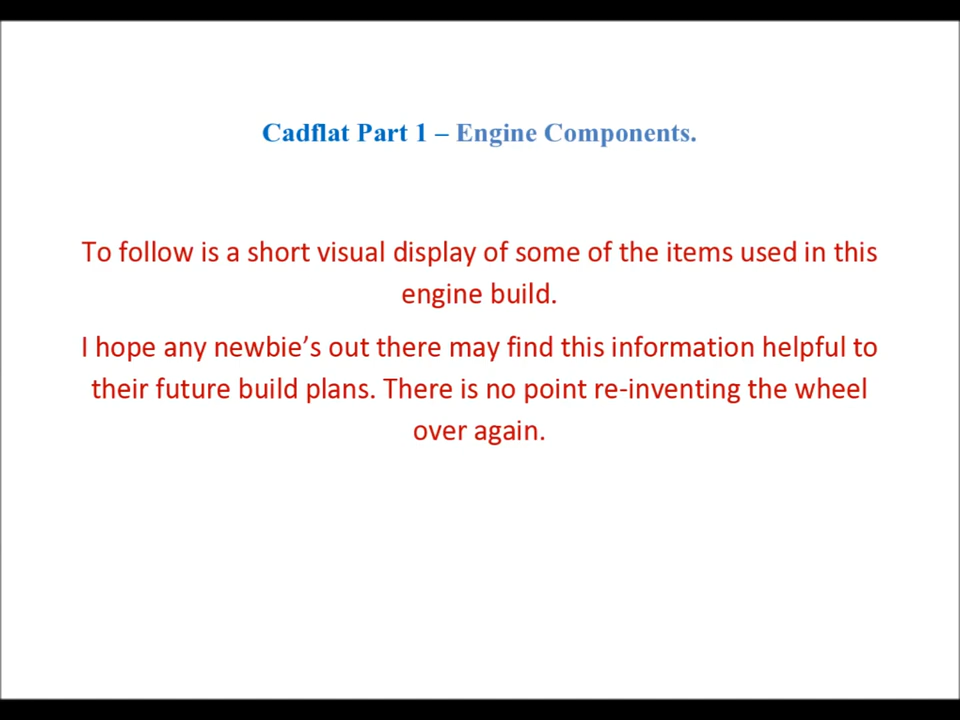 Cadflat Part 1 – Engine Components.
To follow is a short visual display of some of the items used in this
engine build.
I hope any newbie’s out there may find this information helpful to
their future build plans. There is no point re-inventing the wheel
over again.